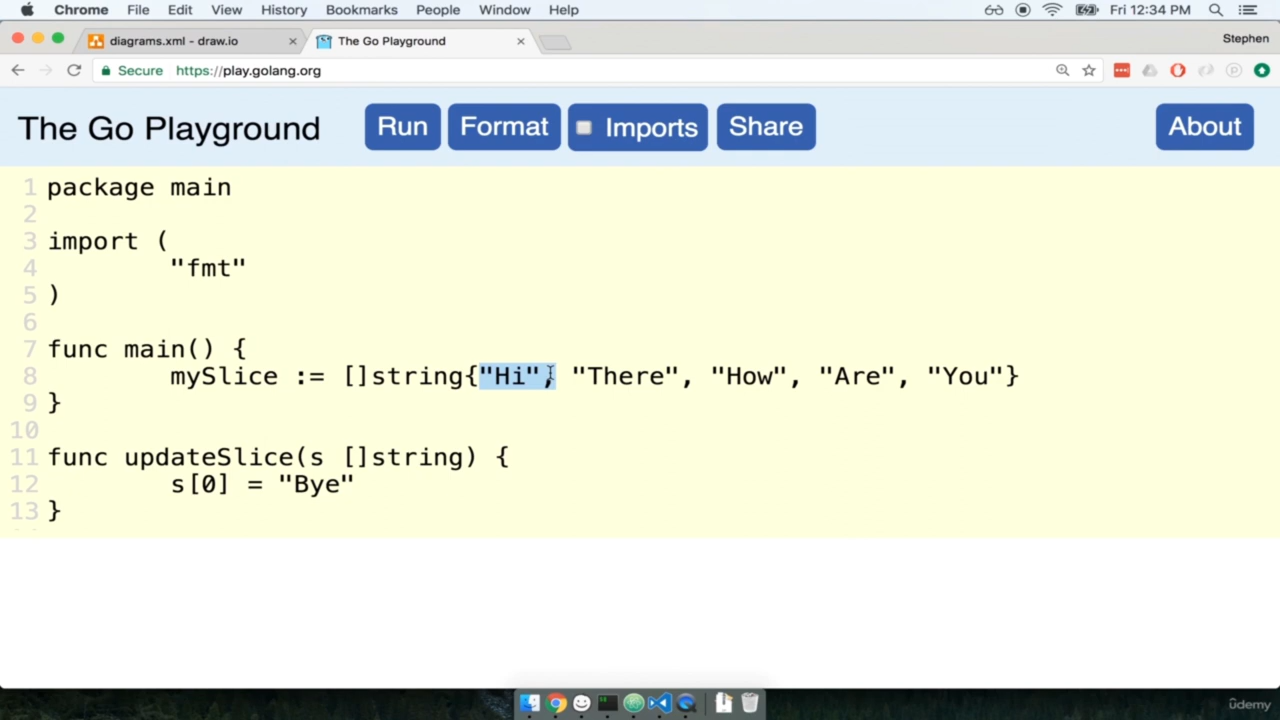 Chrome File Edit View History Bookmarks People Window Help Fri 12:34 PM
diagrams.xml - draw.io × The Go Playground × Stephen
Secure https://play.golang.org
The Go Playground Run Format Imports Share About
1 package main
2
3 import (
4 "fmt"
5 )
6
7 func main() {
8 mySlice := []string{"Hi", "There", "How", "Are", "You"}
9 }
10
11 func updateSlice(s []string) {
12 s[0] = "Bye"
13 }
ûdemy